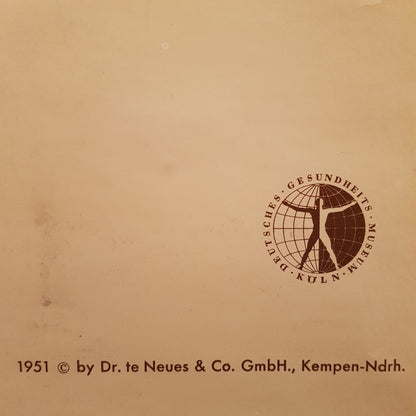 DEUTSCHES · GESUNDHEITS · MUSEUM · KÖLN ·
1951 © by Dr. te Neues & Co. GmbH., Kempen-Ndrh.